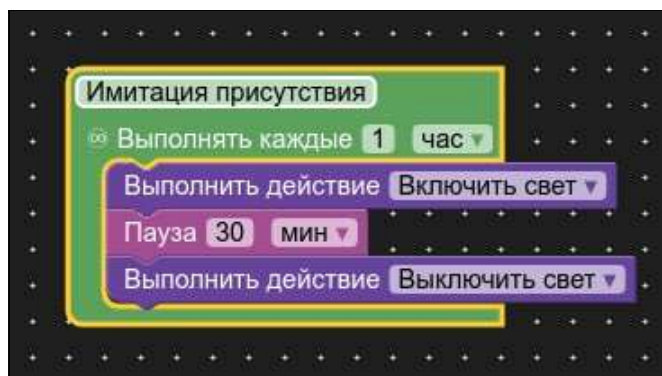 Имитация присутствия
Выполнять каждые 1 час
Выполнить действие Включить свет
Пауза 30 мин
Выполнить действие Выключить свет